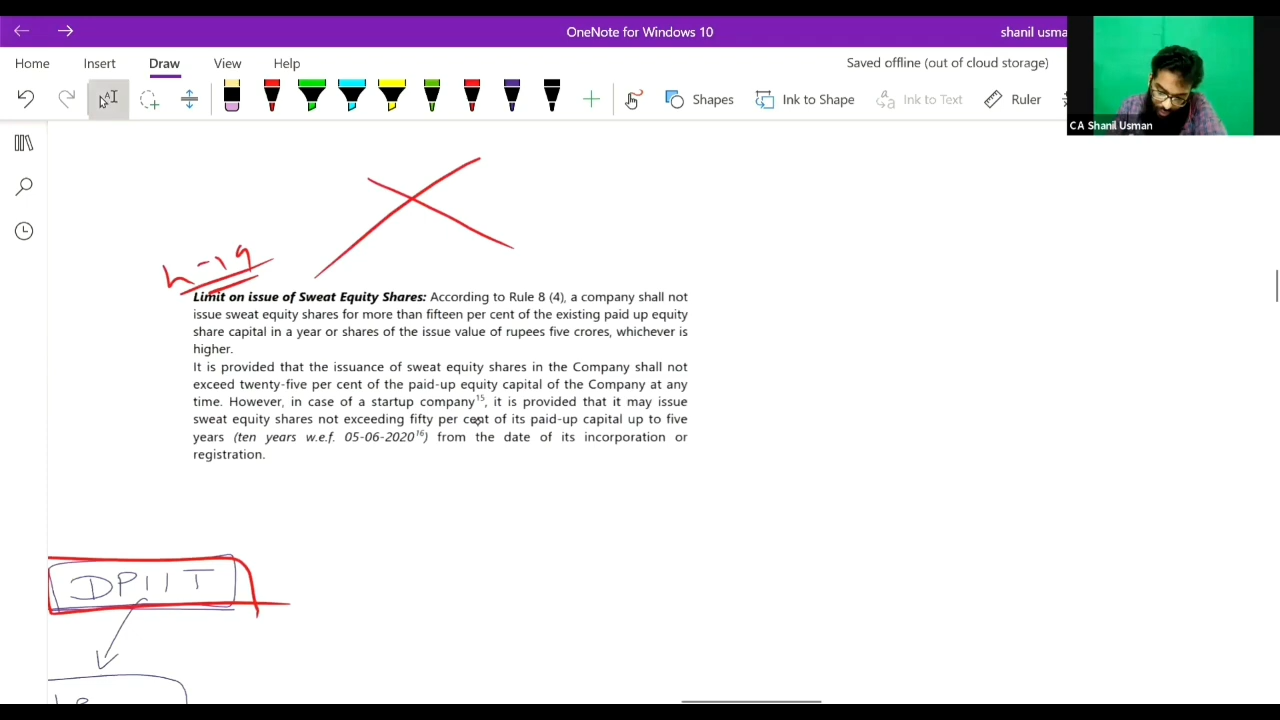 OneNote for Windows 10
shanil usma
Home Insert Draw View Help
Saved offline (out of cloud storage)
Shapes Ink to Shape Ink to Text Ruler
CA Shanil Usman
Limit on issue of Sweat Equity Shares: According to Rule 8 (4), a company shall not
issue sweat equity shares for more than fifteen per cent of the existing paid up equity
share capital in a year or shares of the issue value of rupees five crores, whichever is
higher.
It is provided that the issuance of sweat equity shares in the Company shall not
exceed twenty-five per cent of the paid-up equity capital of the Company at any
time. However, in case of a startup company15, it is provided that it may issue
sweat equity shares not exceeding fifty per cent of its paid-up capital up to five
years (ten years w.e.f. 05-06-202016) from the date of its incorporation or
registration.
DPIIT